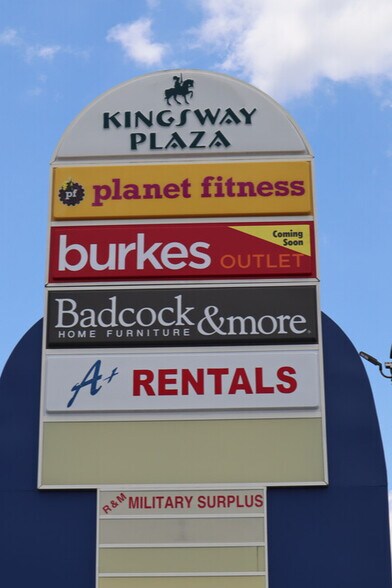 KINGSWAY
PLAZA
pf planet fitness
Coming
Soon
burkes OUTLET
Badcock &more
HOME FURNITURE
A+ RENTALS
R&M MILITARY SURPLUS